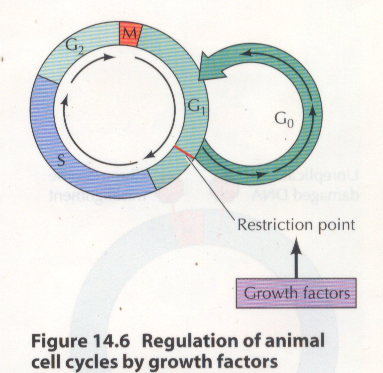 M
G2
G1
S
G0
Restriction point
Growth factors
Figure 14.6 Regulation of animal
cell cycles by growth factors